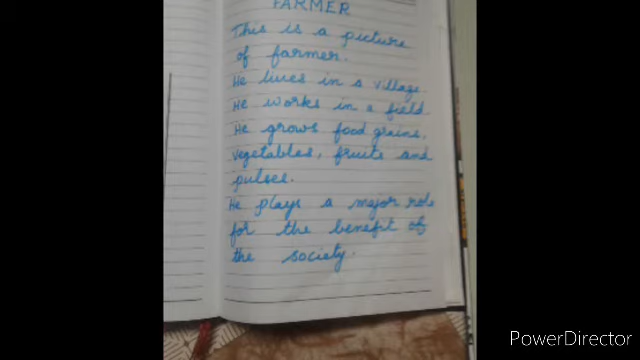 FARMER
This is a picture
of farmer.
He lives in a village
He works in a field
He grows food grains,
vegetables, fruits and
pulses.
He plays a major role
for the benefit of
the society.
PowerDirector